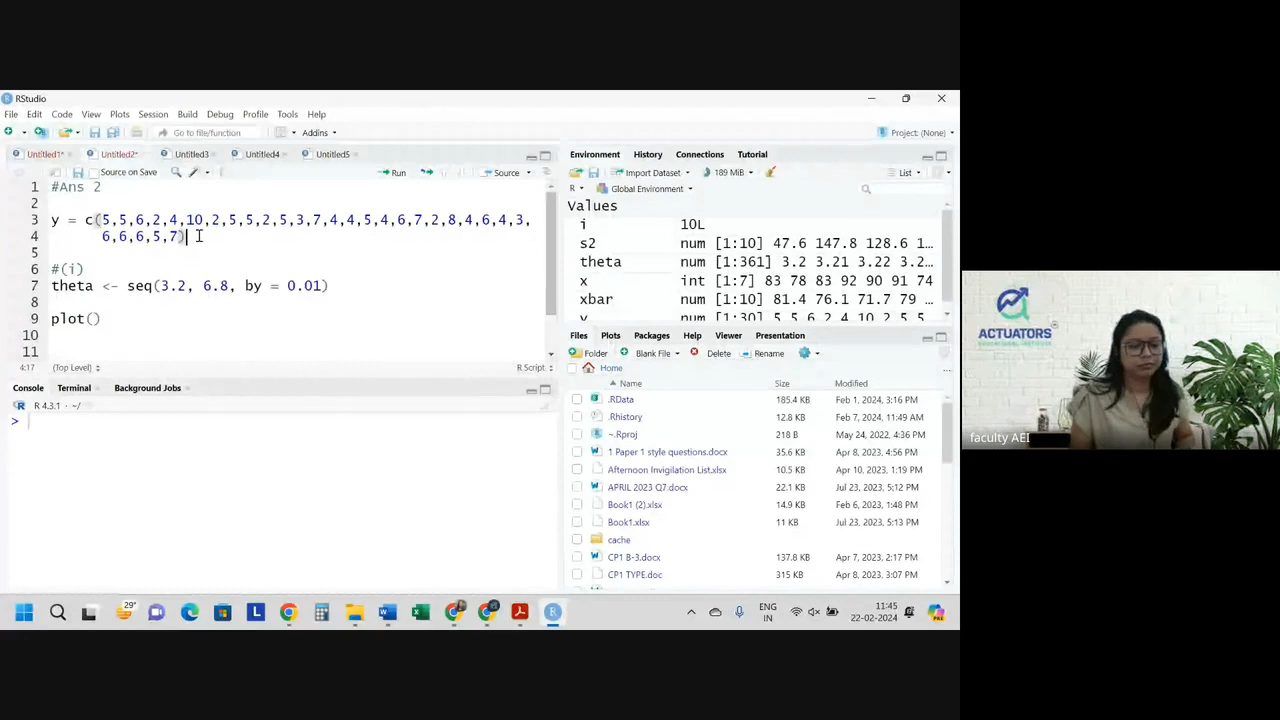 RStudio
File Edit Code View Plots Session Build Debug Profile Tools Help
Go to file/function Addins Project: (None)
Untitled1* Untitled2* Untitled3 Untitled4 Untitled5
Source on Save Run Source
1 #Ans 2
2
3 y = c(5,5,6,2,4,10,2,5,5,2,5,3,7,4,4,5,4,6,7,2,8,4,6,4,3,
4 6,6,6,5,7)
5
6 #(i)
7 theta <- seq(3.2, 6.8, by = 0.01)
8
9 plot()
10
11
4:17 (Top Level) R Script
Console Terminal Background Jobs
R 4.3.1 · ~/
>
Environment History Connections Tutorial
Import Dataset 189 MiB List
R Global Environment
Values
i 10L
s2 num [1:10] 47.6 147.8 128.6 1…
theta num [1:361] 3.2 3.21 3.22 3.2…
x int [1:7] 83 78 83 92 90 91 74
xbar num [1:10] 81.4 76.1 71.7 79 …
y num [1:30] 5 5 6 2 4 10 2 5 5 …
Files Plots Packages Help Viewer Presentation
Folder Blank File Delete Rename
Home
Name Size Modified
.RData 185.4 KB Feb 1, 2024, 3:16 PM
.Rhistory 12.8 KB Feb 7, 2024, 11:49 AM
~.Rproj 218 B May 24, 2022, 4:36 PM
1 Paper 1 style questions.docx 35.6 KB Apr 8, 2023, 4:56 PM
Afternoon Invigilation List.xlsx 10.5 KB Apr 10, 2023, 1:19 PM
APRIL 2023 Q7.docx 22.1 KB Jul 23, 2023, 5:12 PM
Book1 (2).xlsx 14.9 KB Feb 6, 2023, 1:48 PM
Book1.xlsx 11 KB Jul 23, 2023, 5:13 PM
cache
CP1 B-3.docx 137.8 KB Apr 7, 2023, 2:17 PM
CP1 TYPE.doc 315 KB Apr 8, 2023, 3:07 PM
29°
ENG
IN
11:45
22-02-2024
ACTUATORS
faculty AEI